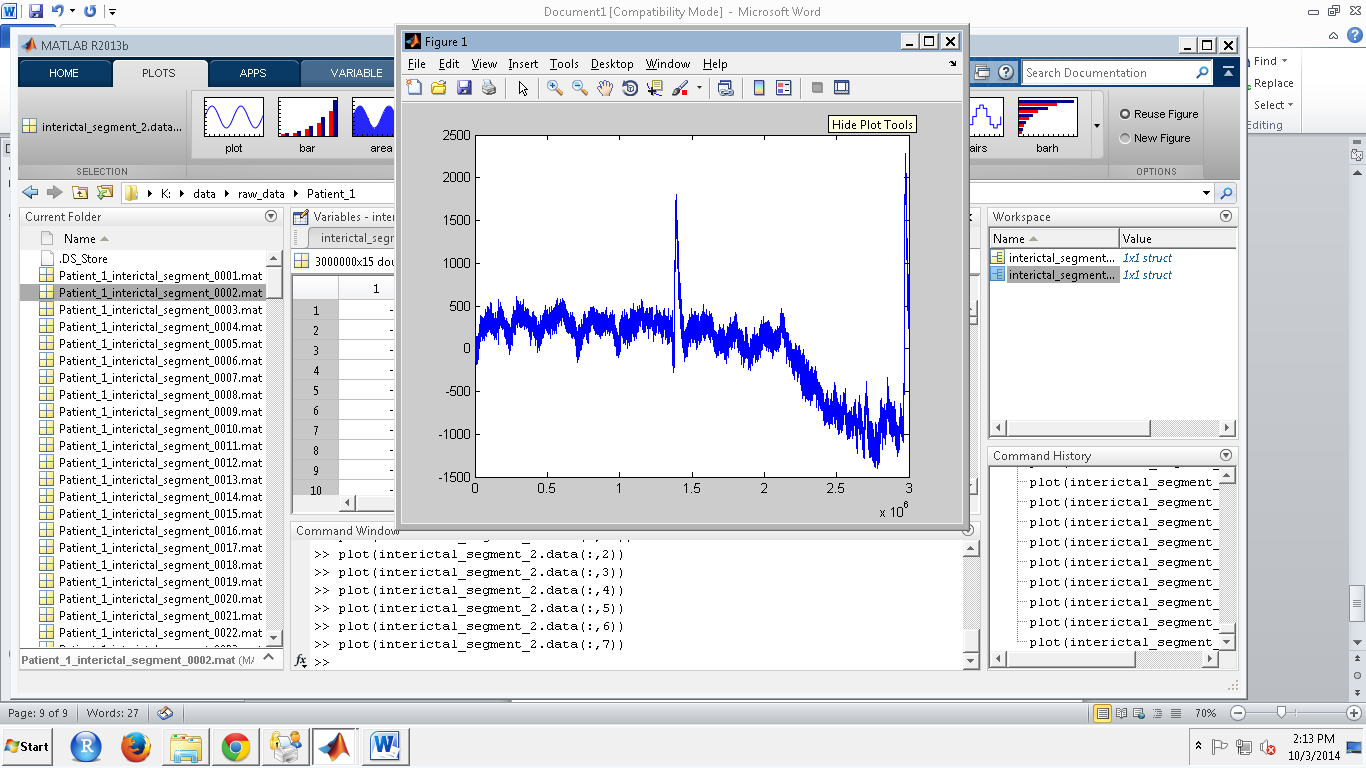 Document1 [Compatibility Mode] - Microsoft Word
MATLAB R2013b
HOME
PLOTS
APPS
VARIABLE
Search Documentation
Find
Replace
Select
Editing
interictal_segment_2.data...
plot
bar
area
airs
barh
Reuse Figure
New Figure
SELECTION
OPTIONS
K:
data
raw_data
Patient_1
Current Folder
Name
.DS_Store
Patient_1_interictal_segment_0001.mat
Patient_1_interictal_segment_0002.mat
Patient_1_interictal_segment_0003.mat
Patient_1_interictal_segment_0004.mat
Patient_1_interictal_segment_0005.mat
Patient_1_interictal_segment_0006.mat
Patient_1_interictal_segment_0007.mat
Patient_1_interictal_segment_0008.mat
Patient_1_interictal_segment_0009.mat
Patient_1_interictal_segment_0010.mat
Patient_1_interictal_segment_0011.mat
Patient_1_interictal_segment_0012.mat
Patient_1_interictal_segment_0013.mat
Patient_1_interictal_segment_0014.mat
Patient_1_interictal_segment_0015.mat
Patient_1_interictal_segment_0016.mat
Patient_1_interictal_segment_0017.mat
Patient_1_interictal_segment_0018.mat
Patient_1_interictal_segment_0019.mat
Patient_1_interictal_segment_0020.mat
Patient_1_interictal_segment_0021.mat
Patient_1_interictal_segment_0022.mat
Patient_1_interictal_segment_0002.mat (MA
Variables - inter
interictal_segr
3000000x15 dou
1
1
2
3
4
5
6
7
8
9
10
Figure 1
File Edit View Insert Tools Desktop Window Help
Hide Plot Tools
2500
2000
1500
1000
500
0
-500
-1000
-1500
0 0.5 1 1.5 2 2.5 3
x 10^6
Command Window
>> plot(interictal_segment_2.data(:,2))
>> plot(interictal_segment_2.data(:,3))
>> plot(interictal_segment_2.data(:,4))
>> plot(interictal_segment_2.data(:,5))
>> plot(interictal_segment_2.data(:,6))
>> plot(interictal_segment_2.data(:,7))
fx >>
Workspace
Name Value
interictal_segment... 1x1 struct
interictal_segment... 1x1 struct
Command History
plot(interictal_segment_
plot(interictal_segment_
plot(interictal_segment_
plot(interictal_segment_
plot(interictal_segment_
plot(interictal_segment_
plot(interictal_segment_
plot(interictal_segment_
plot(interictal_segment_
Page: 9 of 9
Words: 27
70%
Start
2:13 PM
10/3/2014